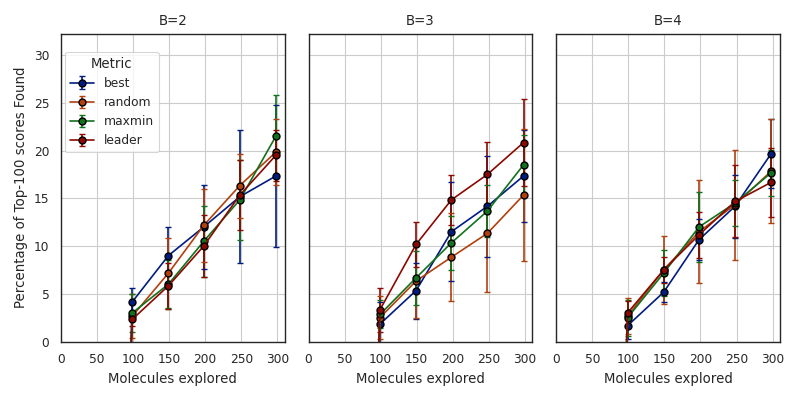 B=2
B=3
B=4
Percentage of Top-100 scores Found
30
25
20
15
10
5
0
Metric
best
random
maxmin
leader
0 50 100 150 200 250 300
0 50 100 150 200 250 300
0 50 100 150 200 250 300
Molecules explored
Molecules explored
Molecules explored